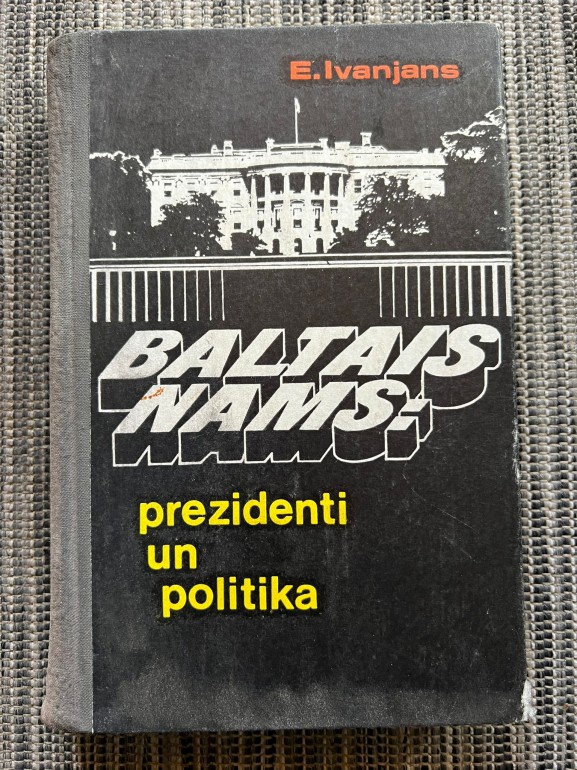 E.Ivanjans
BALTAIS
NAMS:
prezidenti
un
politika